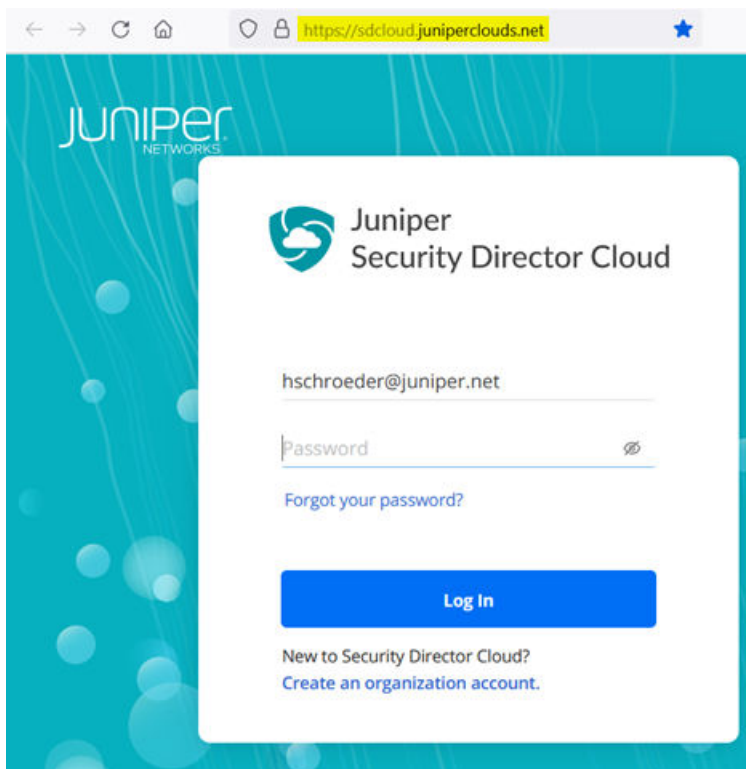 https://sdcloud.juniperclouds.net
JUNIPER
NETWORKS
Juniper
Security Director Cloud
hschroeder@juniper.net
Password
Forgot your password?
Log In
New to Security Director Cloud?
Create an organization account.